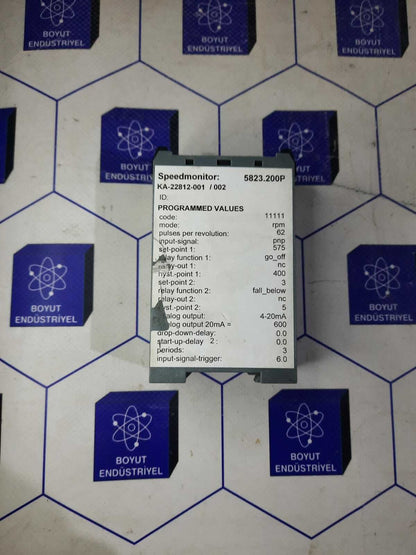 BOYUT
ENDÜSTRİYEL
BOYUT
ENDÜSTRİYEL
BOYUT
ENDÜSTRİYEL
Speedmonitor: 5823.200P
KA-22812-001 / 002
ID:
PROGRAMMED VALUES
code: 11111
mode: rpm
pulses per revolution: 62
input-signal: pnp
set-point 1: 575
relay function 1: go_off
relay-out 1: nc
hyst.-point 1: 400
set-point 2: 3
relay function 2: fall_below
relay-out 2: nc
hyst.-point 2: 5
analog output: 4-20mA
analog output 20mA = 600
drop-down-delay: 0.0
start-up-delay 2 : 0.0
periods: 3
input-signal-trigger: 6.0
BOYUT
ENDÜSTRİYEL
BOYUT
ENDÜSTRİYEL
BOYUT
ENDÜSTRİYEL
BOYUT
ENDÜSTRİYEL